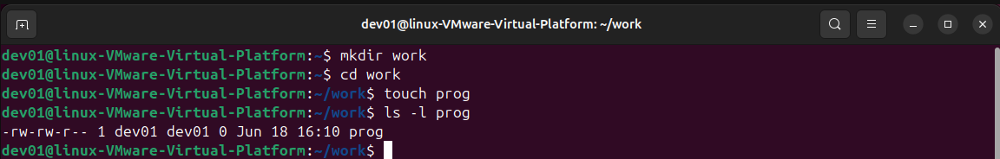 dev01@linux-VMware-Virtual-Platform: ~/work
dev01@linux-VMware-Virtual-Platform:~$ mkdir work
dev01@linux-VMware-Virtual-Platform:~$ cd work
dev01@linux-VMware-Virtual-Platform:~/work$ touch prog
dev01@linux-VMware-Virtual-Platform:~/work$ ls -l prog
-rw-rw-r-- 1 dev01 dev01 0 Jun 18 16:10 prog
dev01@linux-VMware-Virtual-Platform:~/work$